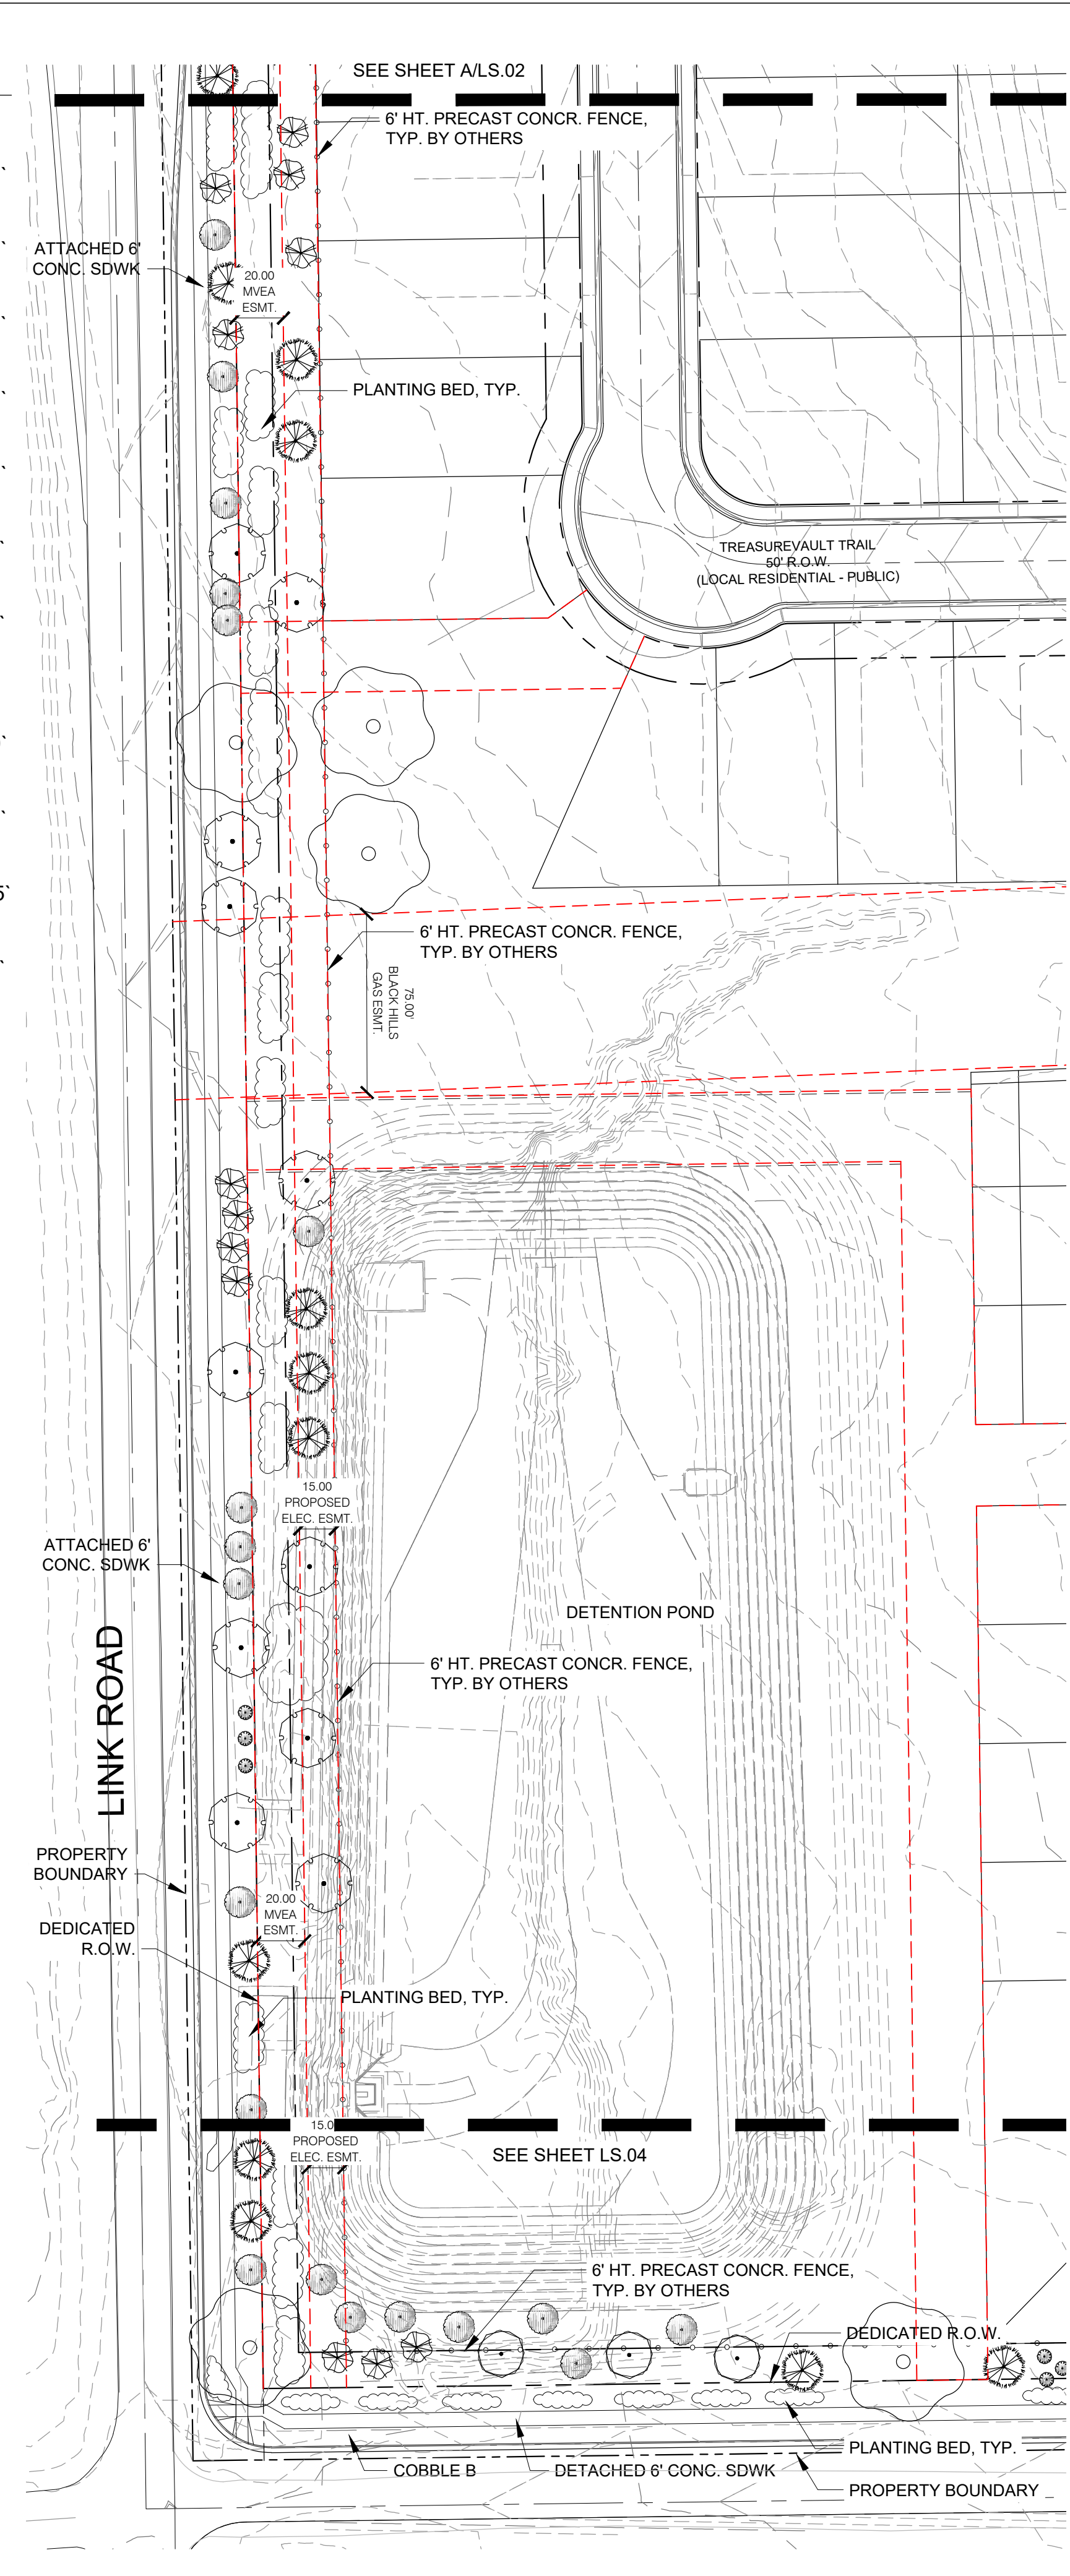 SEE SHEET A/LS.02
6' HT. PRECAST CONCR. FENCE,
TYP. BY OTHERS
ATTACHED 6'
CONC. SDWK
20.00
MVEA
ESMT.
PLANTING BED, TYP.
TREASUREVAULT TRAIL
50' R.O.W.
(LOCAL RESIDENTIAL - PUBLIC)
5`
6' HT. PRECAST CONCR. FENCE,
TYP. BY OTHERS
75.00'
BLACK HILLS
GAS ESMT.
15.00
PROPOSED
ELEC. ESMT.
ATTACHED 6'
CONC. SDWK
DETENTION POND
LINK ROAD
6' HT. PRECAST CONCR. FENCE,
TYP. BY OTHERS
PROPERTY
BOUNDARY
20.00
MVEA
ESMT.
DEDICATED
R.O.W.
PLANTING BED, TYP.
15.0
PROPOSED
ELEC. ESMT.
SEE SHEET LS.04
6' HT. PRECAST CONCR. FENCE,
TYP. BY OTHERS
DEDICATED R.O.W.
PLANTING BED, TYP.
COBBLE B
DETACHED 6' CONC. SDWK
PROPERTY BOUNDARY